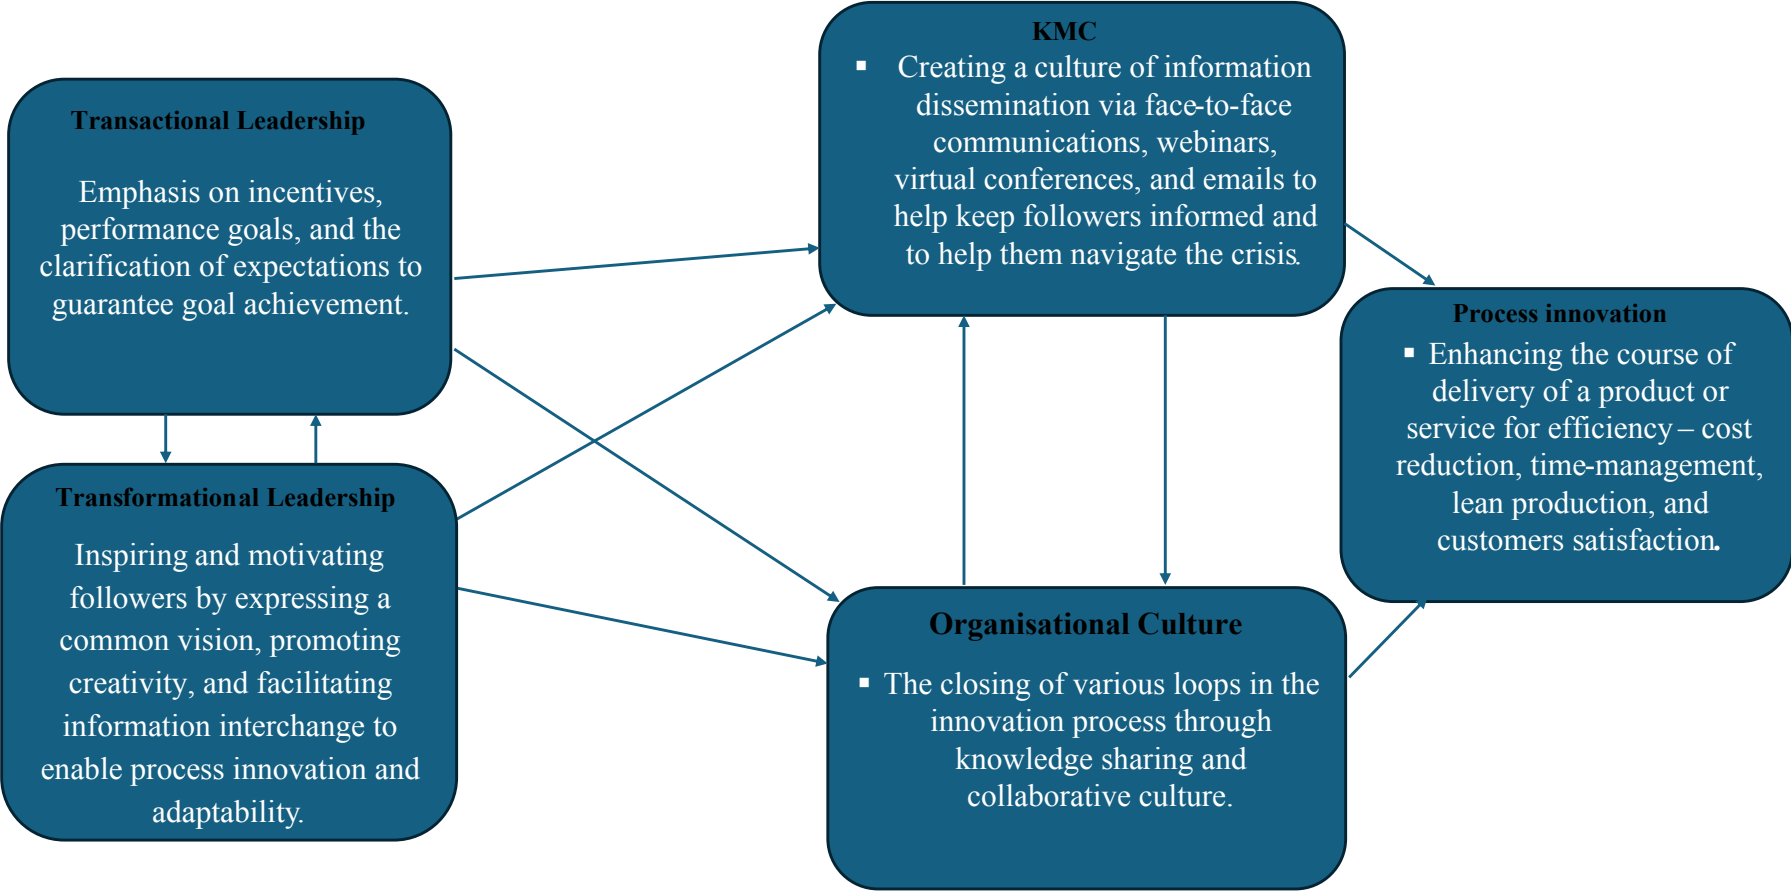 Transactional Leadership
Emphasis on incentives,
performance goals, and the
clarification of expectations to
guarantee goal achievement.
Transformational Leadership
Inspiring and motivating
followers by expressing a
common vision, promoting
creativity, and facilitating
information interchange to
enable process innovation and
adaptability.
KMC
▪ Creating a culture of information
dissemination via face-to-face
communications, webinars,
virtual conferences, and emails to
help keep followers informed and
to help them navigate the crisis.
Organisational Culture
▪ The closing of various loops in the
innovation process through
knowledge sharing and
collaborative culture.
Process innovation
▪ Enhancing the course of
delivery of a product or
service for efficiency – cost
reduction, time-management,
lean production, and
customers satisfaction.